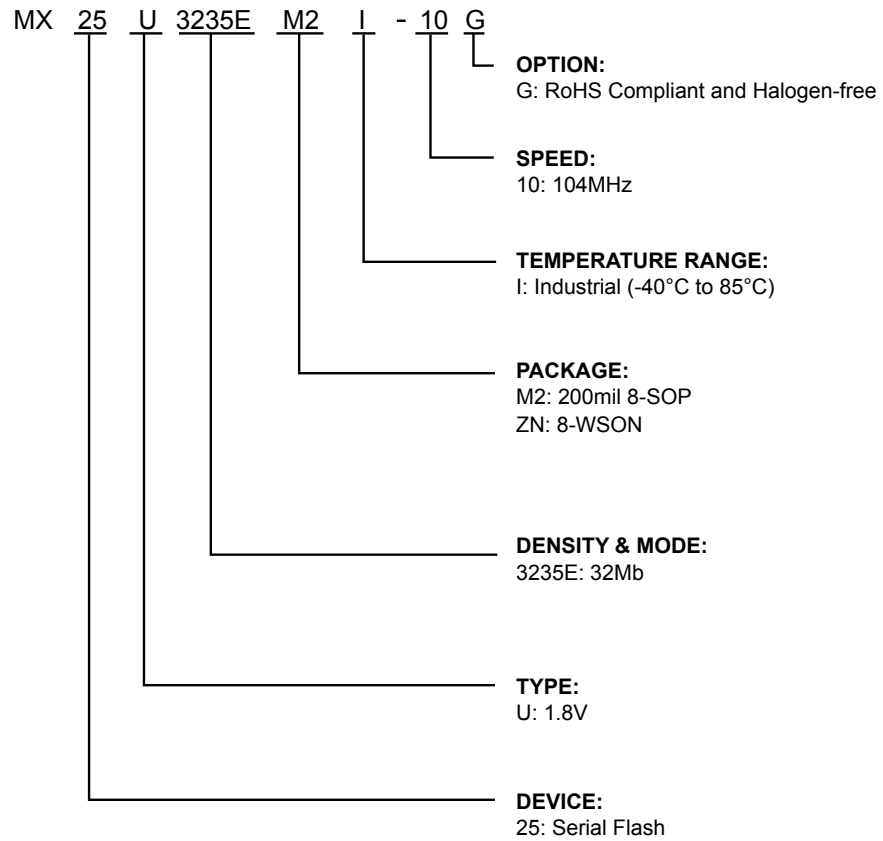 MX 25 U 3235E M2 I - 10 G
OPTION:
G: RoHS Compliant and Halogen-free
SPEED:
10: 104MHz
TEMPERATURE RANGE:
I: Industrial (-40°C to 85°C)
PACKAGE:
M2: 200mil 8-SOP
ZN: 8-WSON
DENSITY & MODE:
3235E: 32Mb
TYPE:
U: 1.8V
DEVICE:
25: Serial Flash